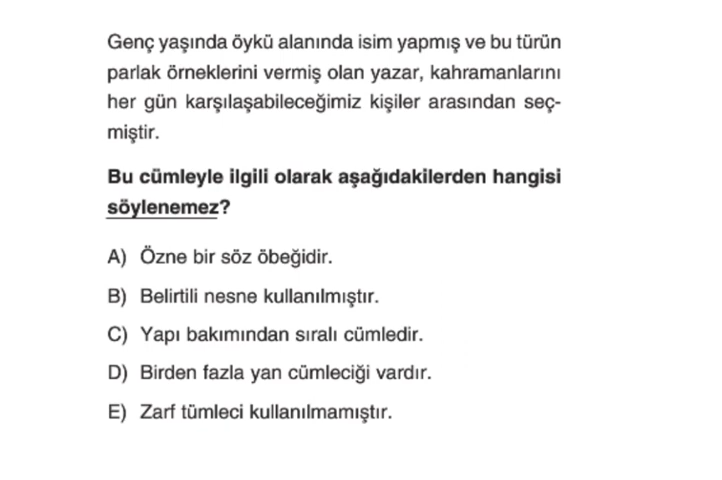 Genç yaşında öykü alanında isim yapmış ve bu türün
parlak örneklerini vermiş olan yazar, kahramanlarını
her gün karşılaşabileceğimiz kişiler arasından seç-
miştir.
Bu cümleyle ilgili olarak aşağıdakilerden hangisi
söylenemez?
A) Özne bir söz öbeğidir.
B) Belirtili nesne kullanılmıştır.
C) Yapı bakımından sıralı cümledir.
D) Birden fazla yan cümleciği vardır.
E) Zarf tümleci kullanılmamıştır.